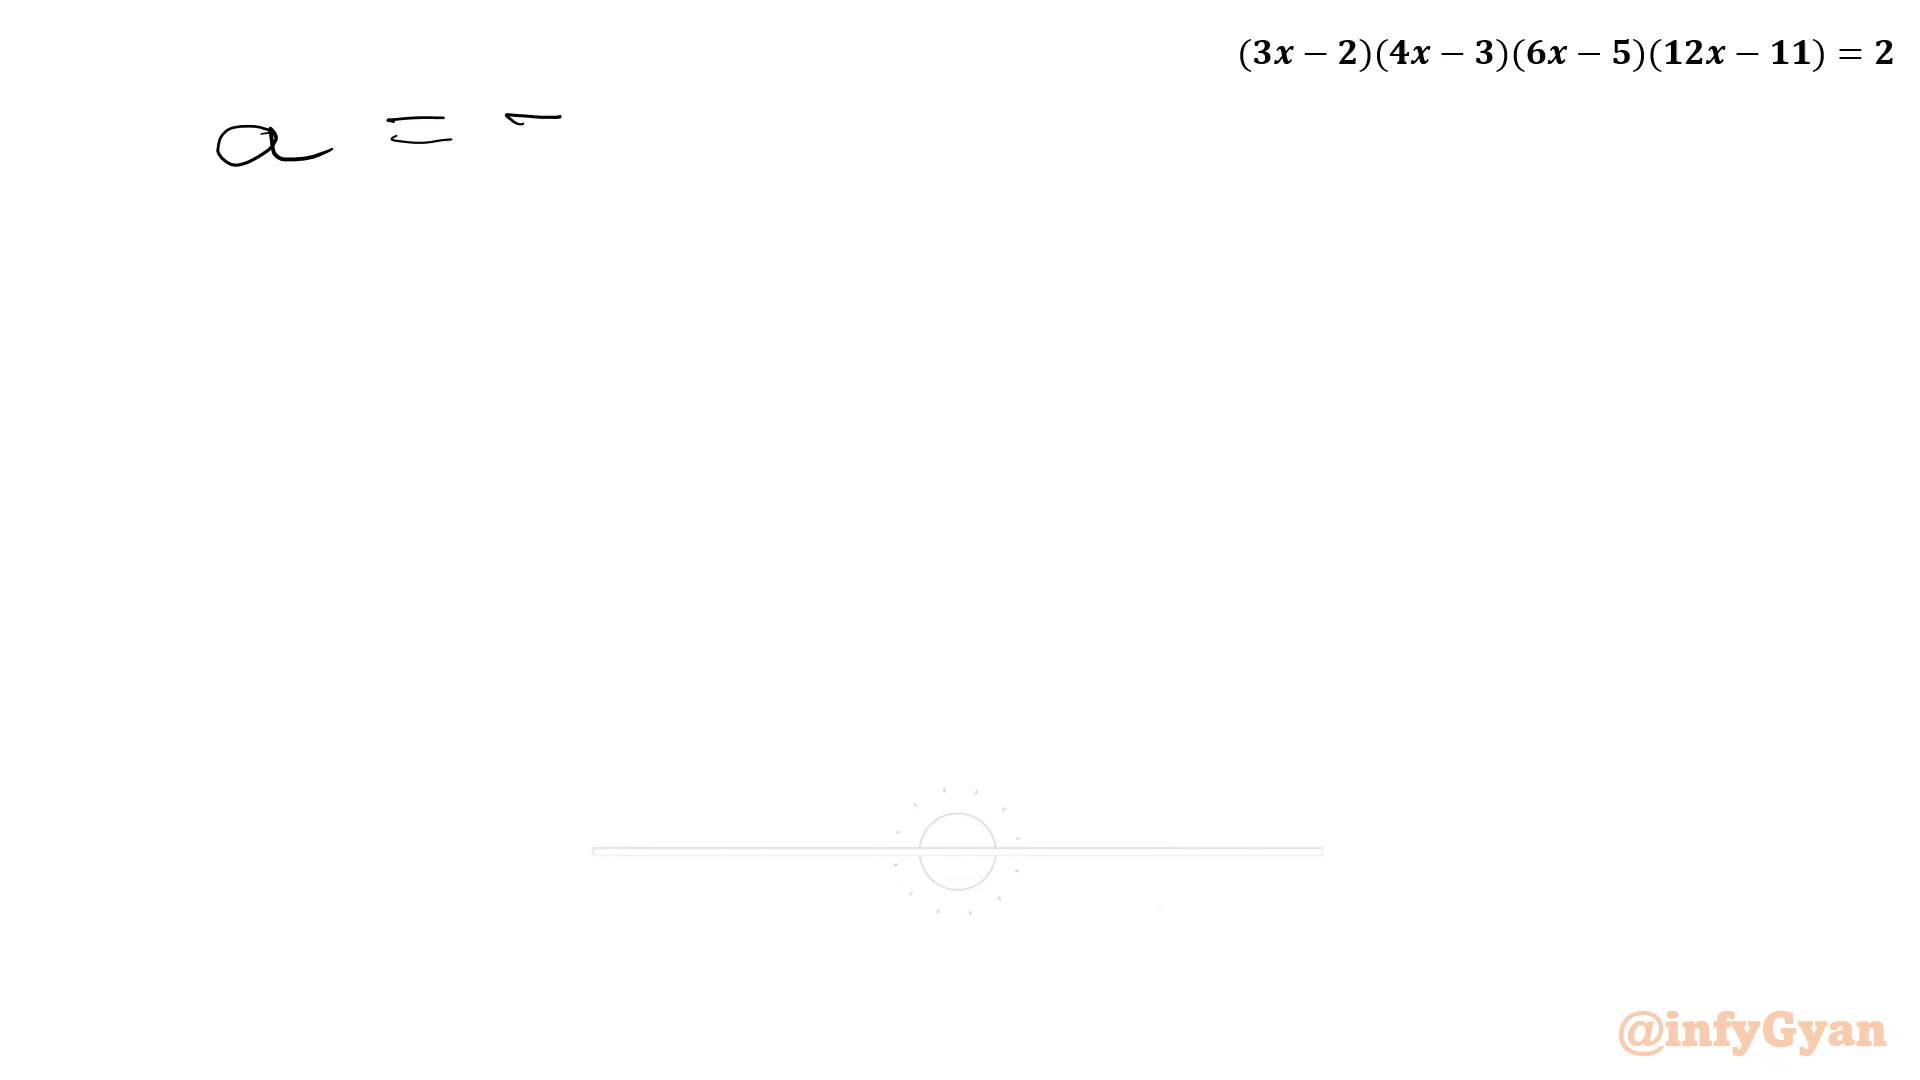 (3x − 2)(4x − 3)(6x − 5)(12x − 11) = 2
a = −
@infyGyan